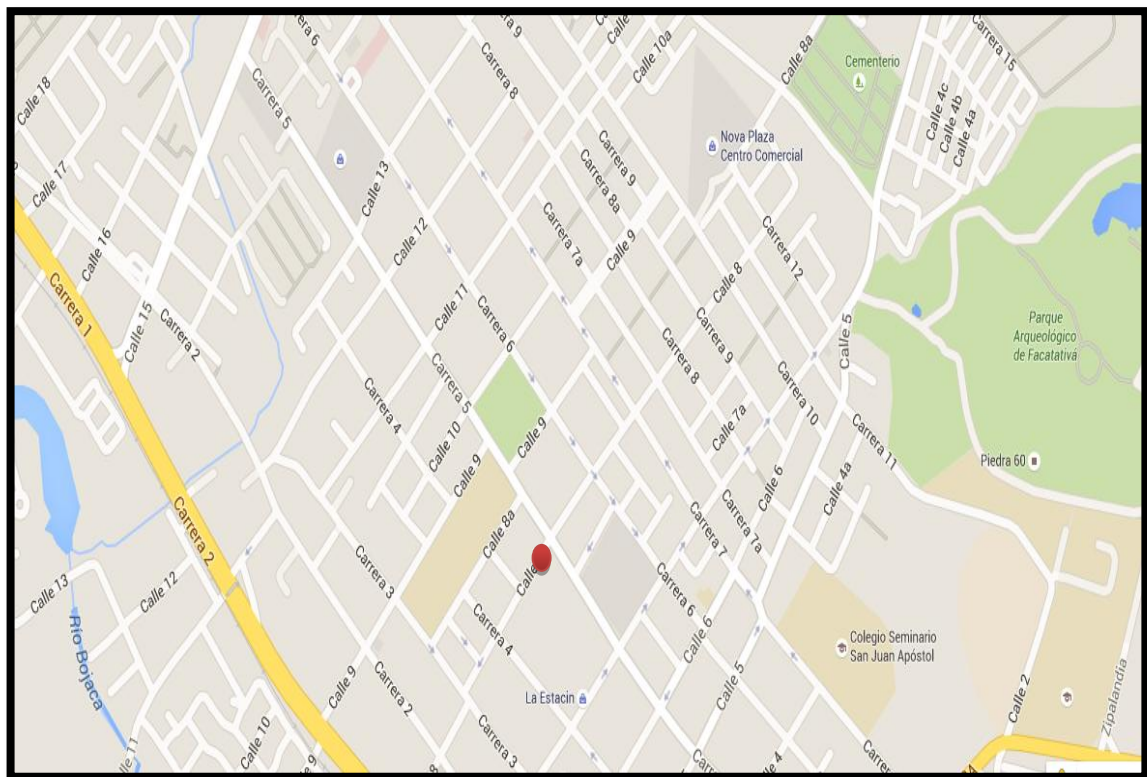 Carrera 6
Carrera 9
Calle 10a
Calle 8a
Carrera 15
Calle 18
Carrera 5
Carrera 8
Cementerio
Calle 4c
Calle 4b
Calle 4a
Nova Plaza
Centro Comercial
Calle 17
Calle 13
Carrera 9
Carrera 8a
Calle 16
Calle 12
Carrera 7a
Calle 9
Carrera 12
Calle 8
Carrera 1
Calle 15
Carrera 2
Calle 11
Carrera 6
Carrera 9
Calle 5
Parque
Arqueológico
de Facatativá
Carrera 5
Carrera 8
Carrera 4
Calle 10
Calle 9
Calle 9
Calle 7a
Carrera 10
Carrera 11
Piedra 60
Calle 6
Calle 4a
Carrera 2
Calle 8a
Carrera 7
Carrera 7a
Calle 13
Calle 12
Carrera 3
Calle
Carrera 6
Río Bojaca
Carrera 4
Calle 6
Colegio Seminario
San Juan Apóstol
Calle 9
Carrera 2
La Estacin
Calle 5
Calle 2
Zipalandia
Calle 11
Calle 10
Carrera 3
Calle 4